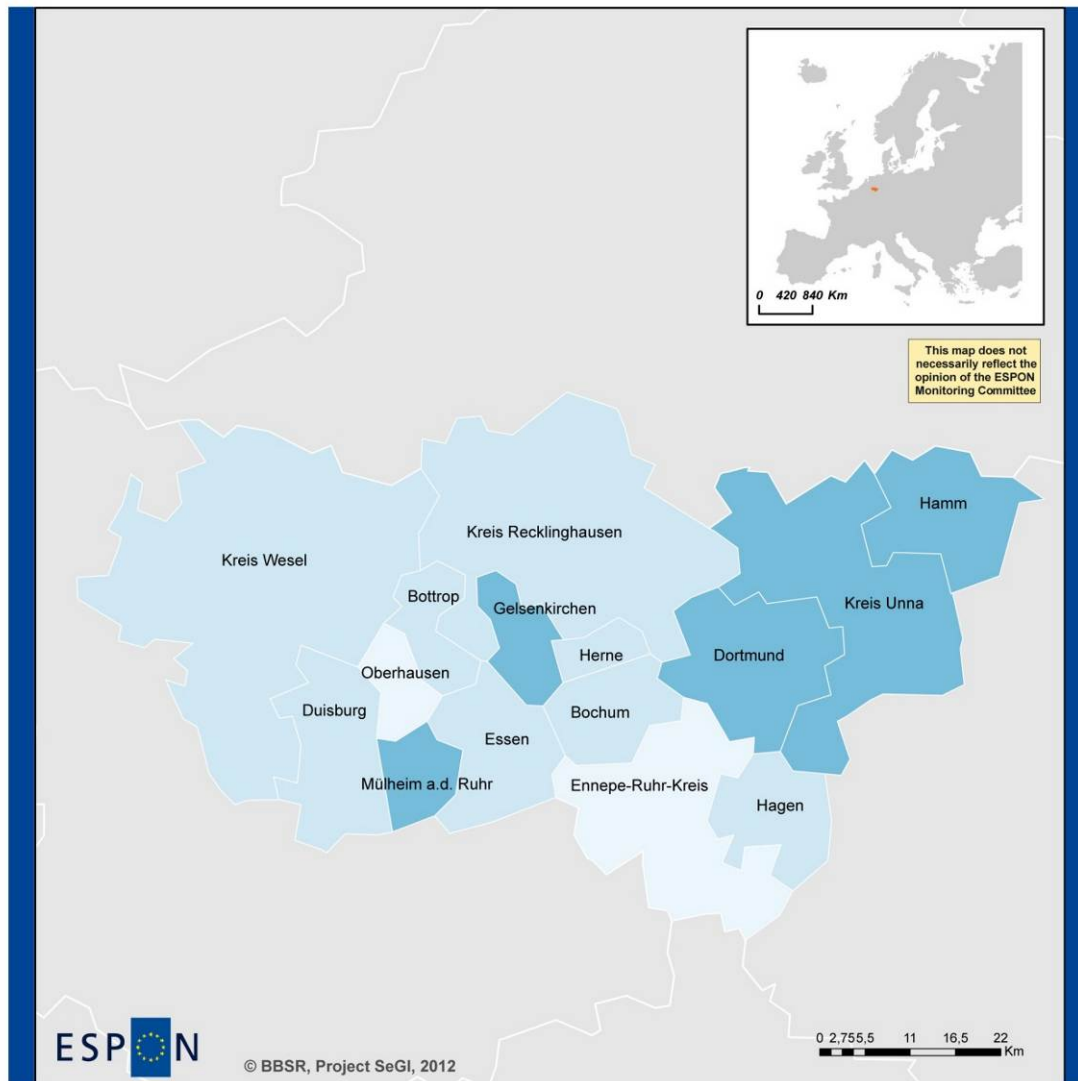 0 420 840 Km
This map does not
necessarily reflect the
opinion of the ESPON
Monitoring Committee
Hamm
Kreis Recklinghausen
Kreis Wesel
Bottrop
Gelsenkirchen
Kreis Unna
Herne
Dortmund
Oberhausen
Duisburg
Bochum
Essen
Mülheim a.d. Ruhr
Ennepe-Ruhr-Kreis
Hagen
ESPON
© BBSR, Project SeGI, 2012
0 2,755,5 11 16,5 22
Km